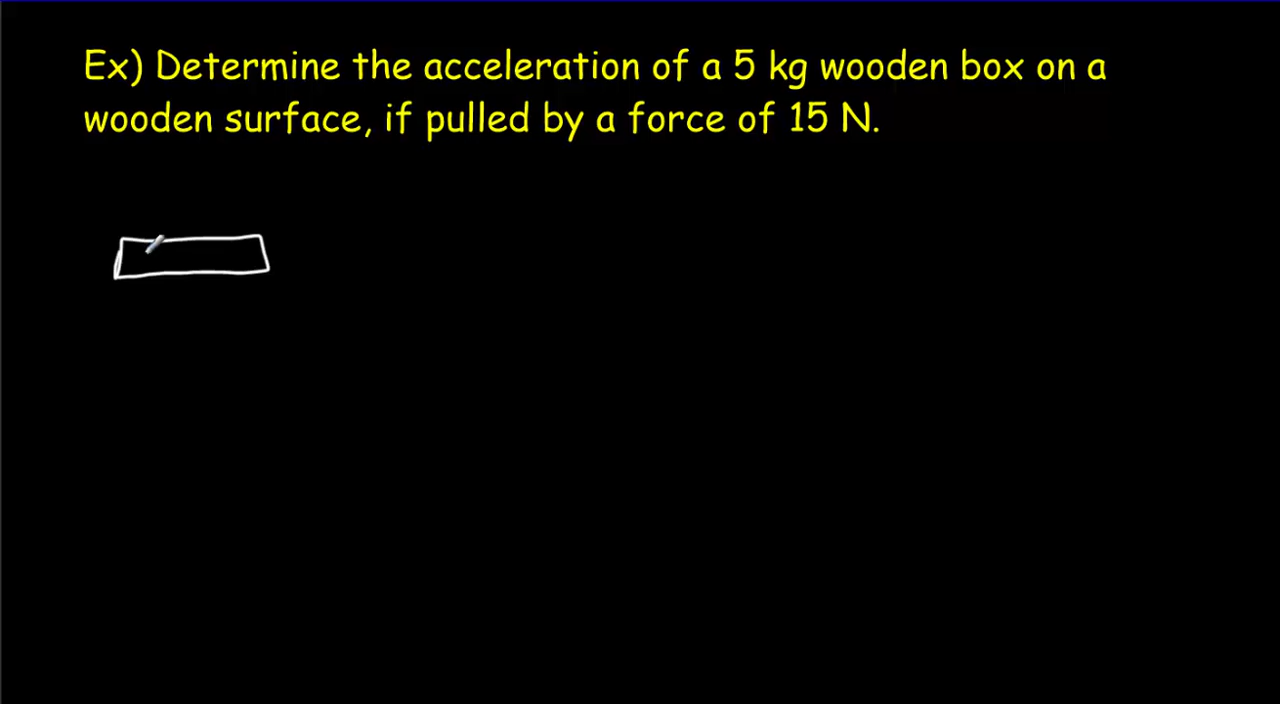 Ex) Determine the acceleration of a 5 kg wooden box on a
wooden surface, if pulled by a force of 15 N.